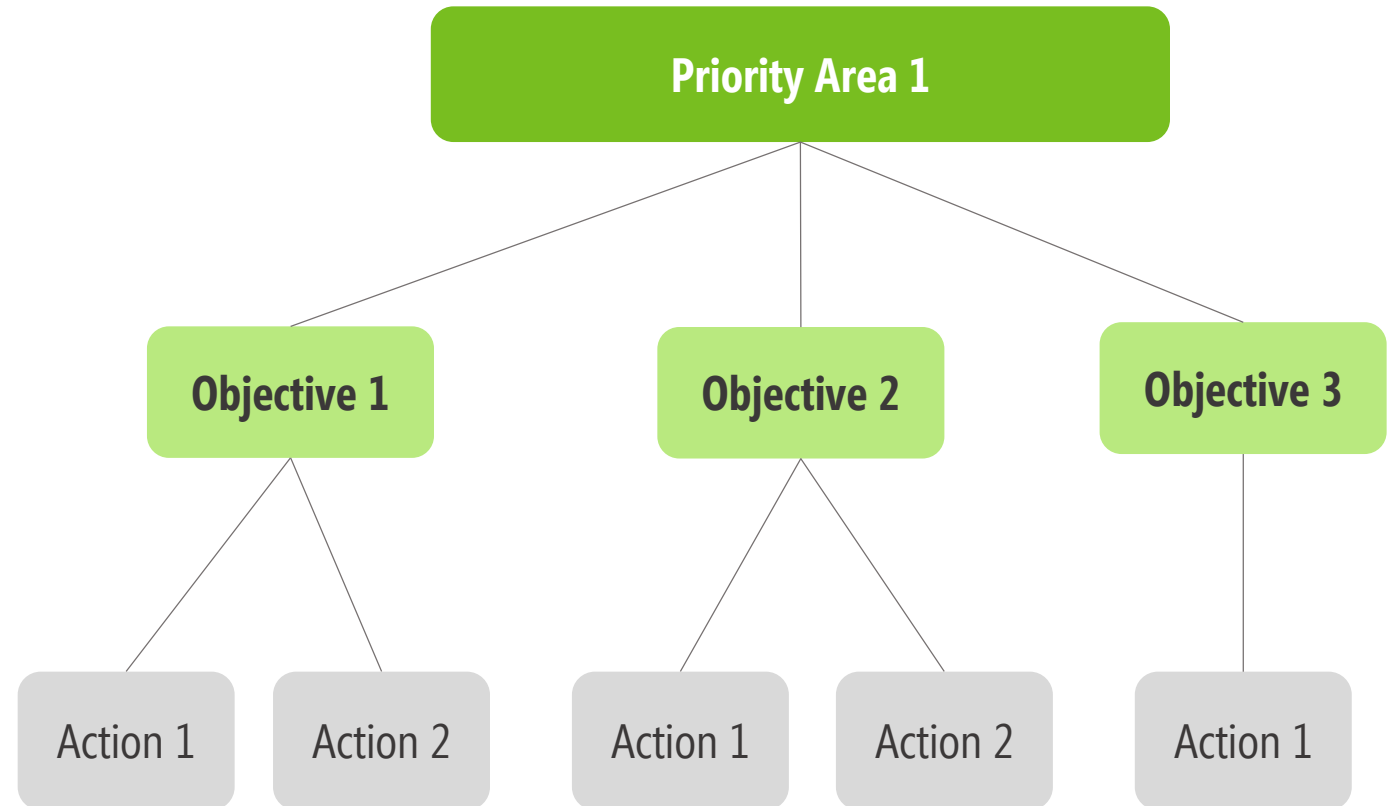 Priority Area 1
Objective 1
Objective 2
Objective 3
Action 1
Action 2
Action 1
Action 2
Action 1